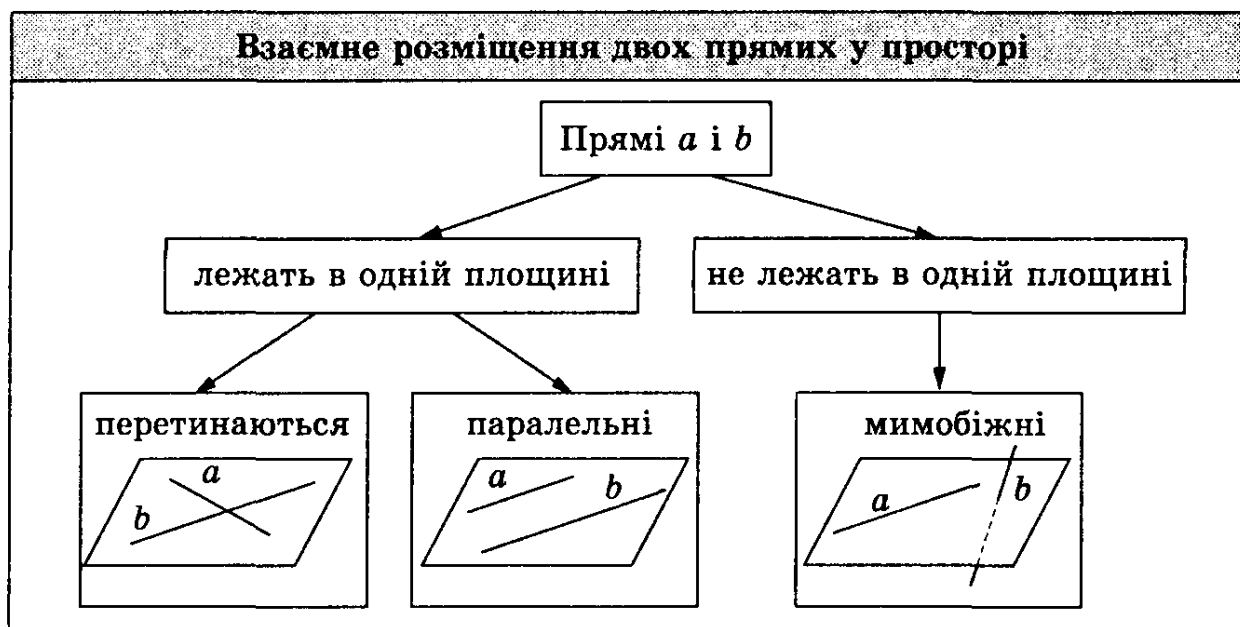 Взаємне розміщення двох прямих у просторі
Прямі a і b
лежать в одній площині
не лежать в одній площині
перетинаються
a
b
паралельні
a
b
мимобіжні
a
b